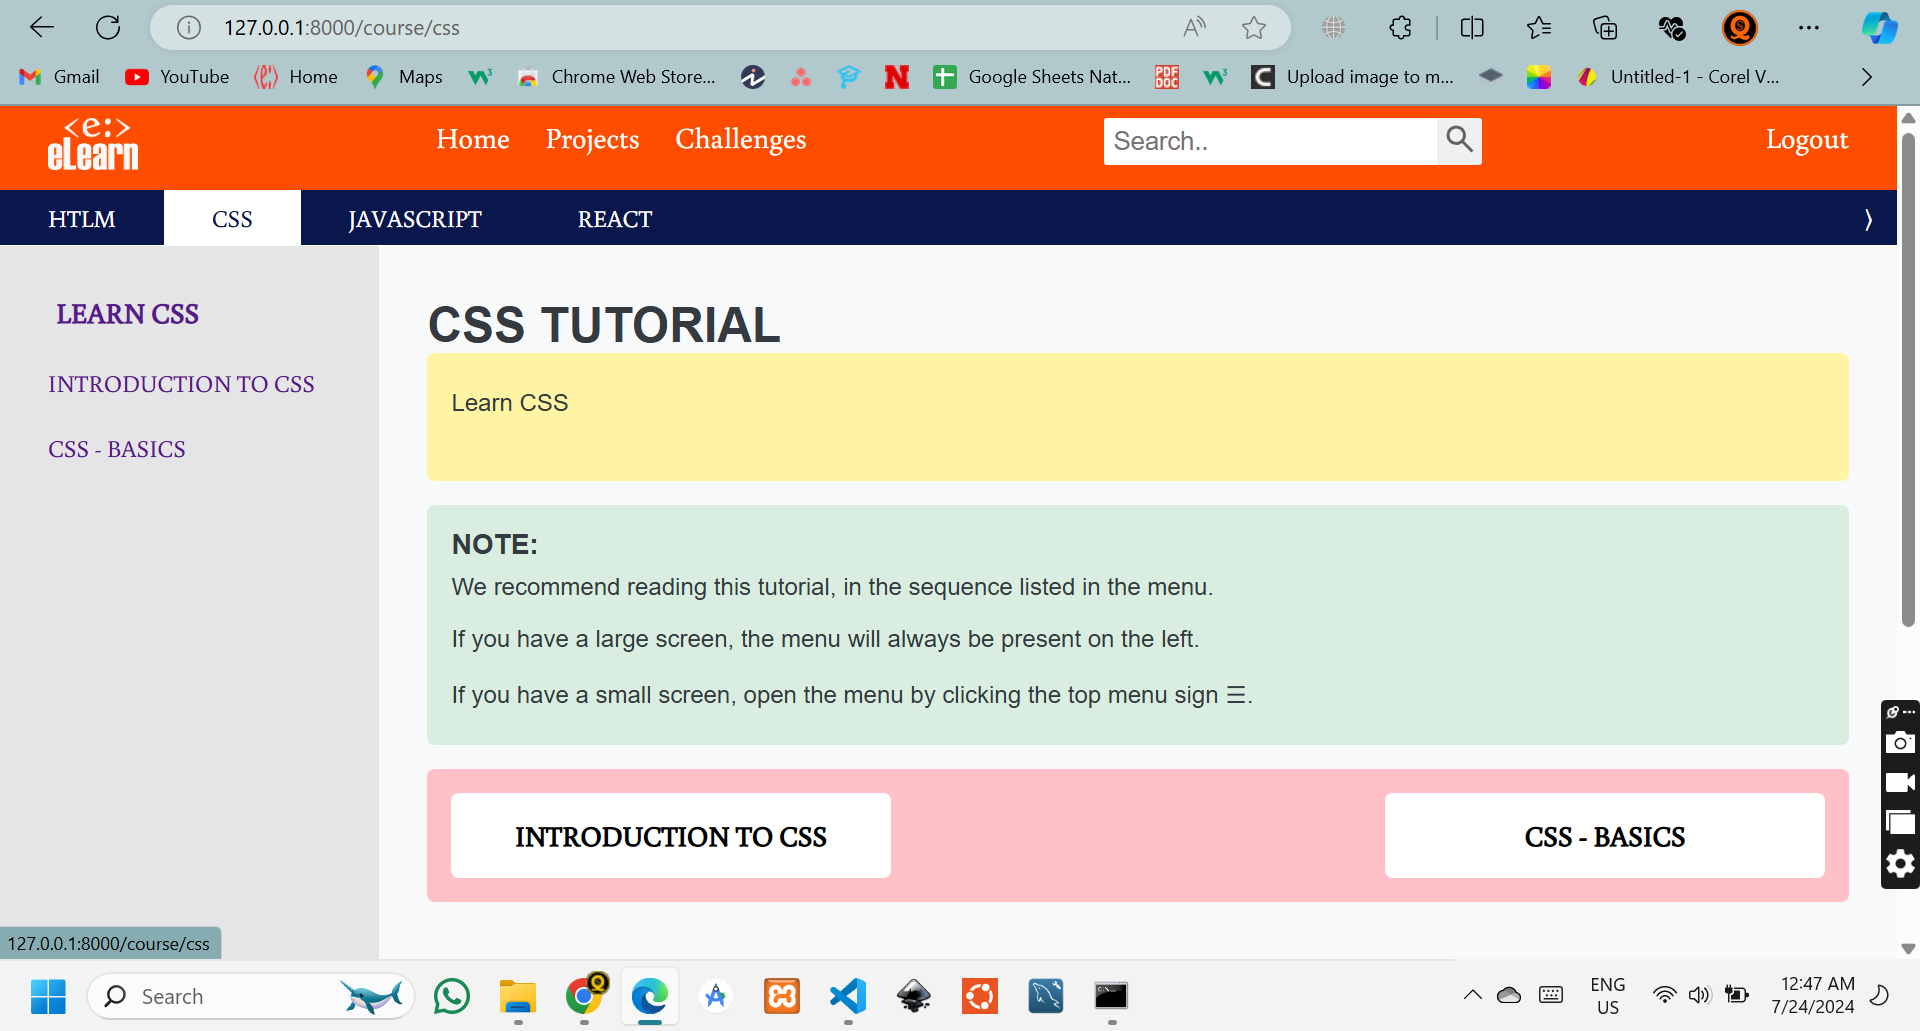 127.0.0.1:8000/course/css
Gmail YouTube Home Maps Chrome Web Store... Google Sheets Nat... PDF DOC Upload image to m... Untitled-1 - Corel V...
<e:>
eLearn
Home Projects Challenges Search.. Logout
HTLM CSS JAVASCRIPT REACT
LEARN CSS
INTRODUCTION TO CSS
CSS - BASICS
CSS TUTORIAL
Learn CSS
NOTE:
We recommend reading this tutorial, in the sequence listed in the menu.
If you have a large screen, the menu will always be present on the left.
If you have a small screen, open the menu by clicking the top menu sign ☰.
INTRODUCTION TO CSS CSS - BASICS
127.0.0.1:8000/course/css
Search
ENG
US
12:47 AM
7/24/2024